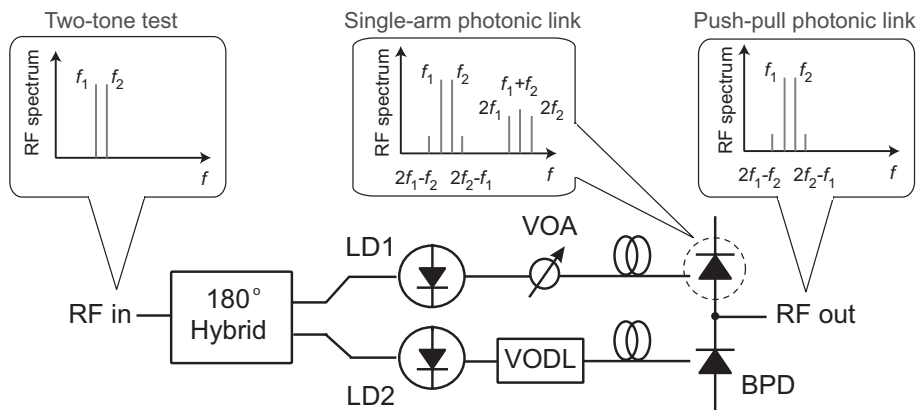 Two-tone test
Single-arm photonic link
Push-pull photonic link
RF spectrum
f₁
f₂
f
RF spectrum
f₁
f₂
f₁+f₂
2f₁
2f₂
f
2f₁-f₂
2f₂-f₁
RF spectrum
f₁
f₂
f
2f₁-f₂
2f₂-f₁
LD1
VOA
RF in
180°
Hybrid
RF out
LD2
VODL
BPD